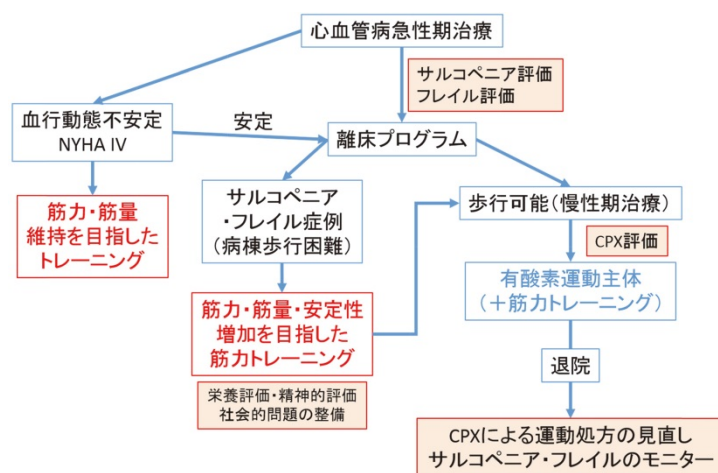 心血管病急性期治療
サルコペニア評価
フレイル評価
血行動態不安定
NYHA IV
安定
離床プログラム
筋力・筋量
維持を目指した
トレーニング
サルコペニア
・フレイル症例
（病棟歩行困難）
歩行可能（慢性期治療）
CPX評価
筋力・筋量・安定性
増加を目指した
筋力トレーニング
有酸素運動主体
（＋筋力トレーニング）
栄養評価・精神的評価
社会的問題の整備
退院
CPXによる運動処方の見直し
サルコペニア・フレイルのモニター